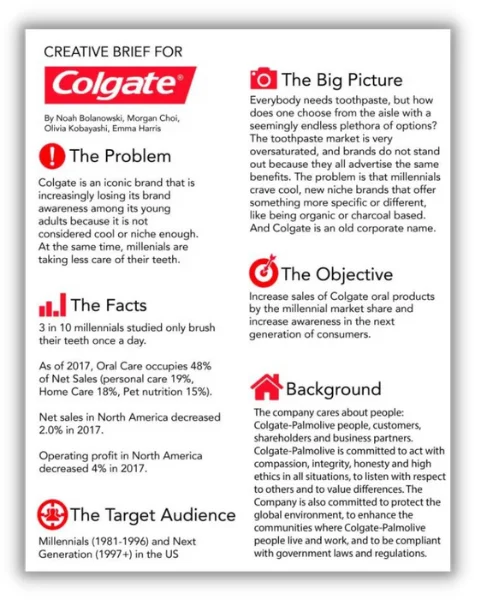 CREATIVE BRIEF FOR
Colgate®
By Noah Bolanowski, Morgan Choi,
Olivia Kobayashi, Emma Harris
The Problem
Colgate is an iconic brand that is
increasingly losing its brand
awareness among its young
adults because it is not
considered cool or niche enough.
At the same time, millenials are
taking less care of their teeth.
The Facts
3 in 10 millennials studied only brush
their teeth once a day.
As of 2017, Oral Care occupies 48%
of Net Sales (personal care 19%,
Home Care 18%, Pet nutrition 15%).
Net sales in North America decreased
2.0% in 2017.
Operating profit in North America
decreased 4% in 2017.
The Target Audience
Millennials (1981-1996) and Next
Generation (1997+) in the US
The Big Picture
Everybody needs toothpaste, but how
does one choose from the aisle with a
seemingly endless plethora of options?
The toothpaste market is very
oversaturated, and brands do not stand
out because they all advertise the same
benefits. The problem is that millennials
crave cool, new niche brands that offer
something more specific or different,
like being organic or charcoal based.
And Colgate is an old corporate name.
The Objective
Increase sales of Colgate oral products
by the millennial market share and
increase awareness in the next
generation of consumers.
Background
The company cares about people:
Colgate-Palmolive people, customers,
shareholders and business partners.
Colgate-Palmolive is committed to act with
compassion, integrity, honesty and high
ethics in all situations, to listen with respect
to others and to value differences. The
Company is also committed to protect the
global environment, to enhance the
communities where Colgate-Palmolive
people live and work, and to be compliant
with government laws and regulations.